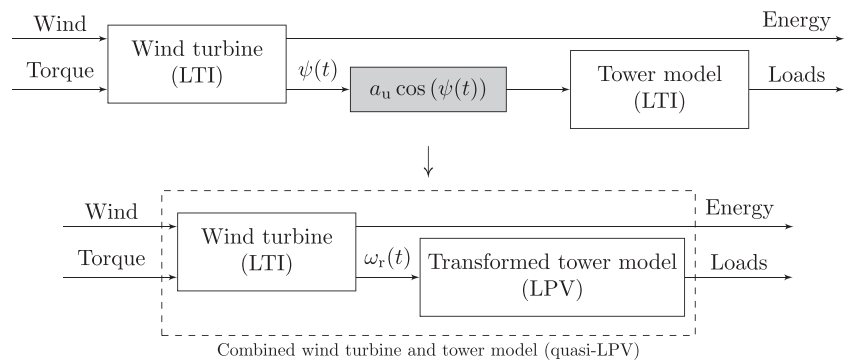 Wind
Energy
Wind turbine
(LTI)
Torque
ψ(t)
a_u cos (ψ(t))
Tower model
(LTI)
Loads
Wind
Energy
Wind turbine
(LTI)
Torque
ω_r(t)
Transformed tower model
(LPV)
Loads
Combined wind turbine and tower model (quasi-LPV)